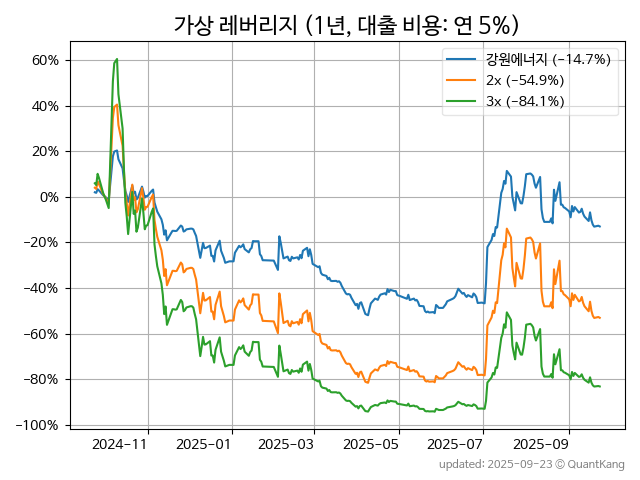 가상 레버리지 (1년, 대출 비용: 연 5%)
강원에너지 (−14.7%)
2x (−54.9%)
3x (−84.1%)
60%
40%
20%
0%
−20%
−40%
−60%
−80%
−100%
2024-11 2025-01 2025-03 2025-05 2025-07 2025-09
updated: 2025-09-23 © QuantKang